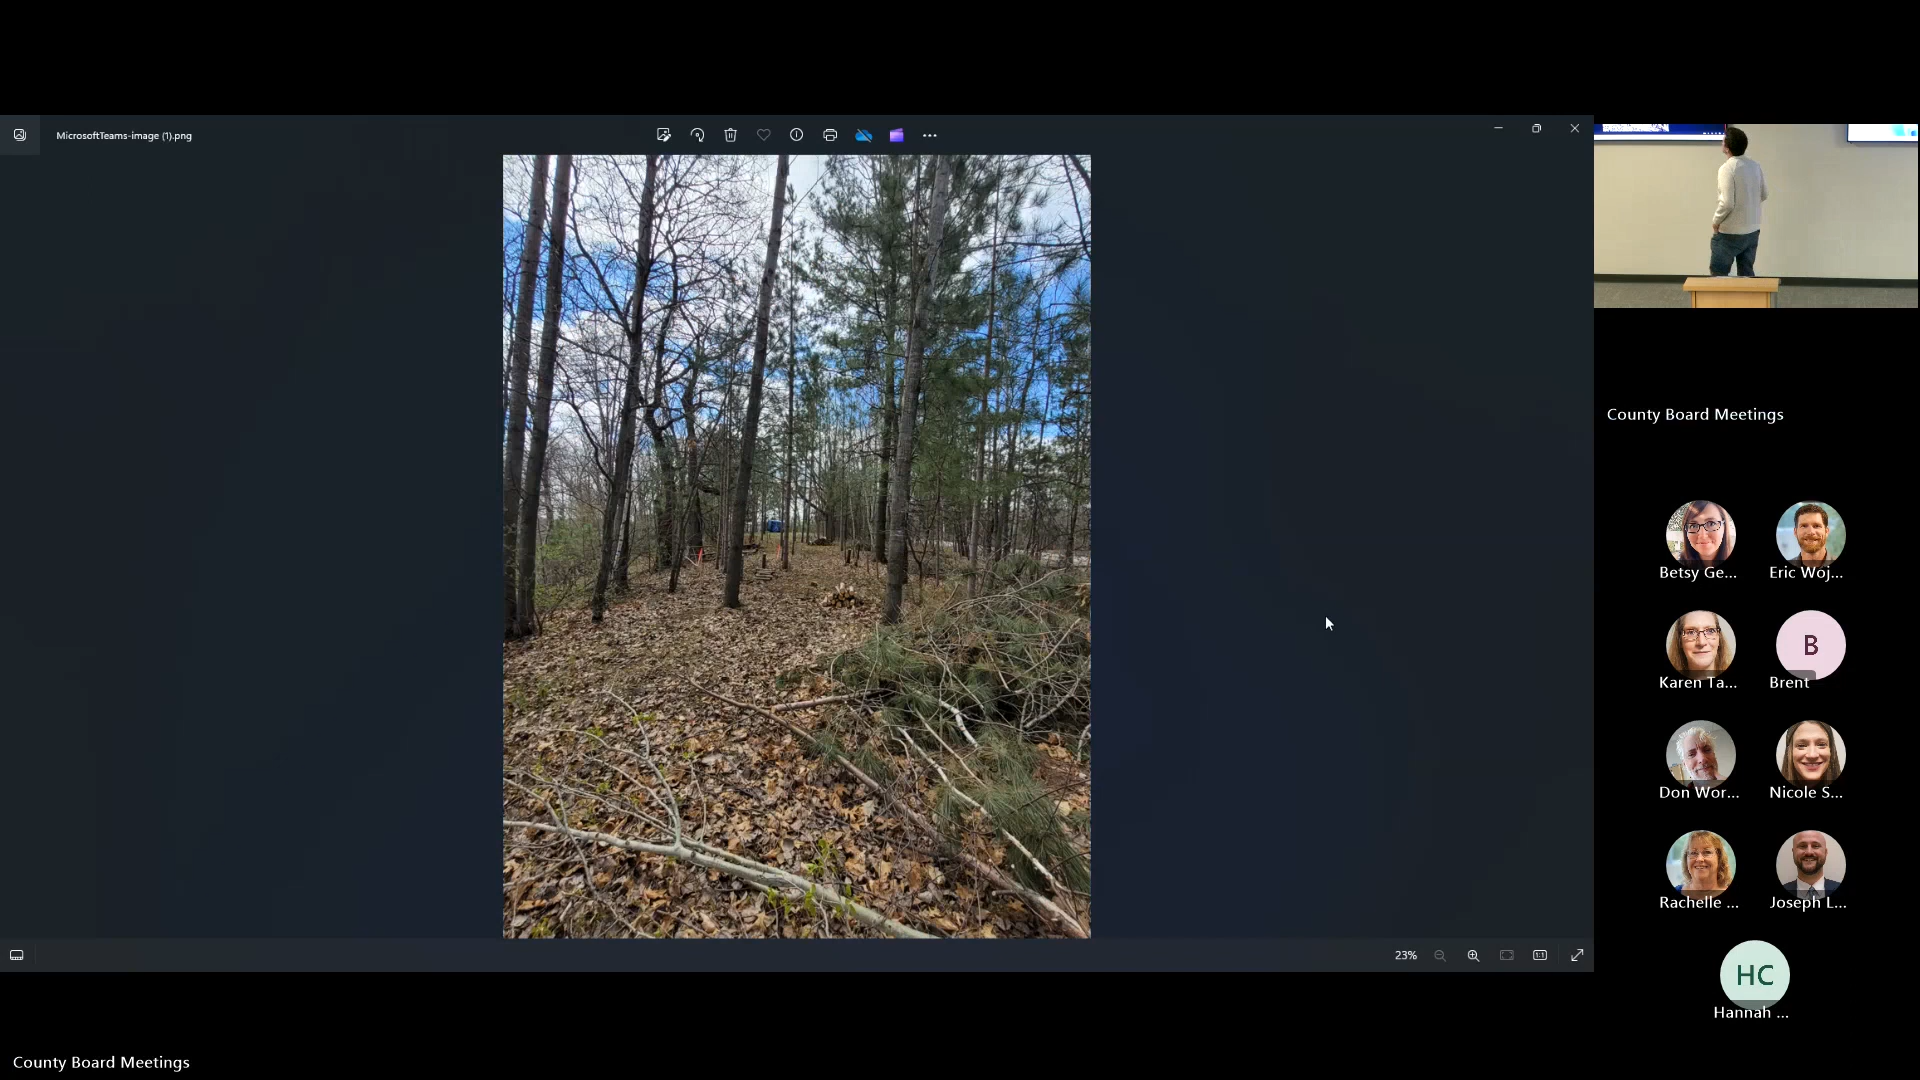 MicrosoftTeams-image (1).png
County Board Meetings
Betsy Ge...
Eric Woj...
Karen Ta...
B
Brent
Don Wor...
Nicole S...
Rachelle ...
Joseph L...
HC
Hannah ...
23%
County Board Meetings